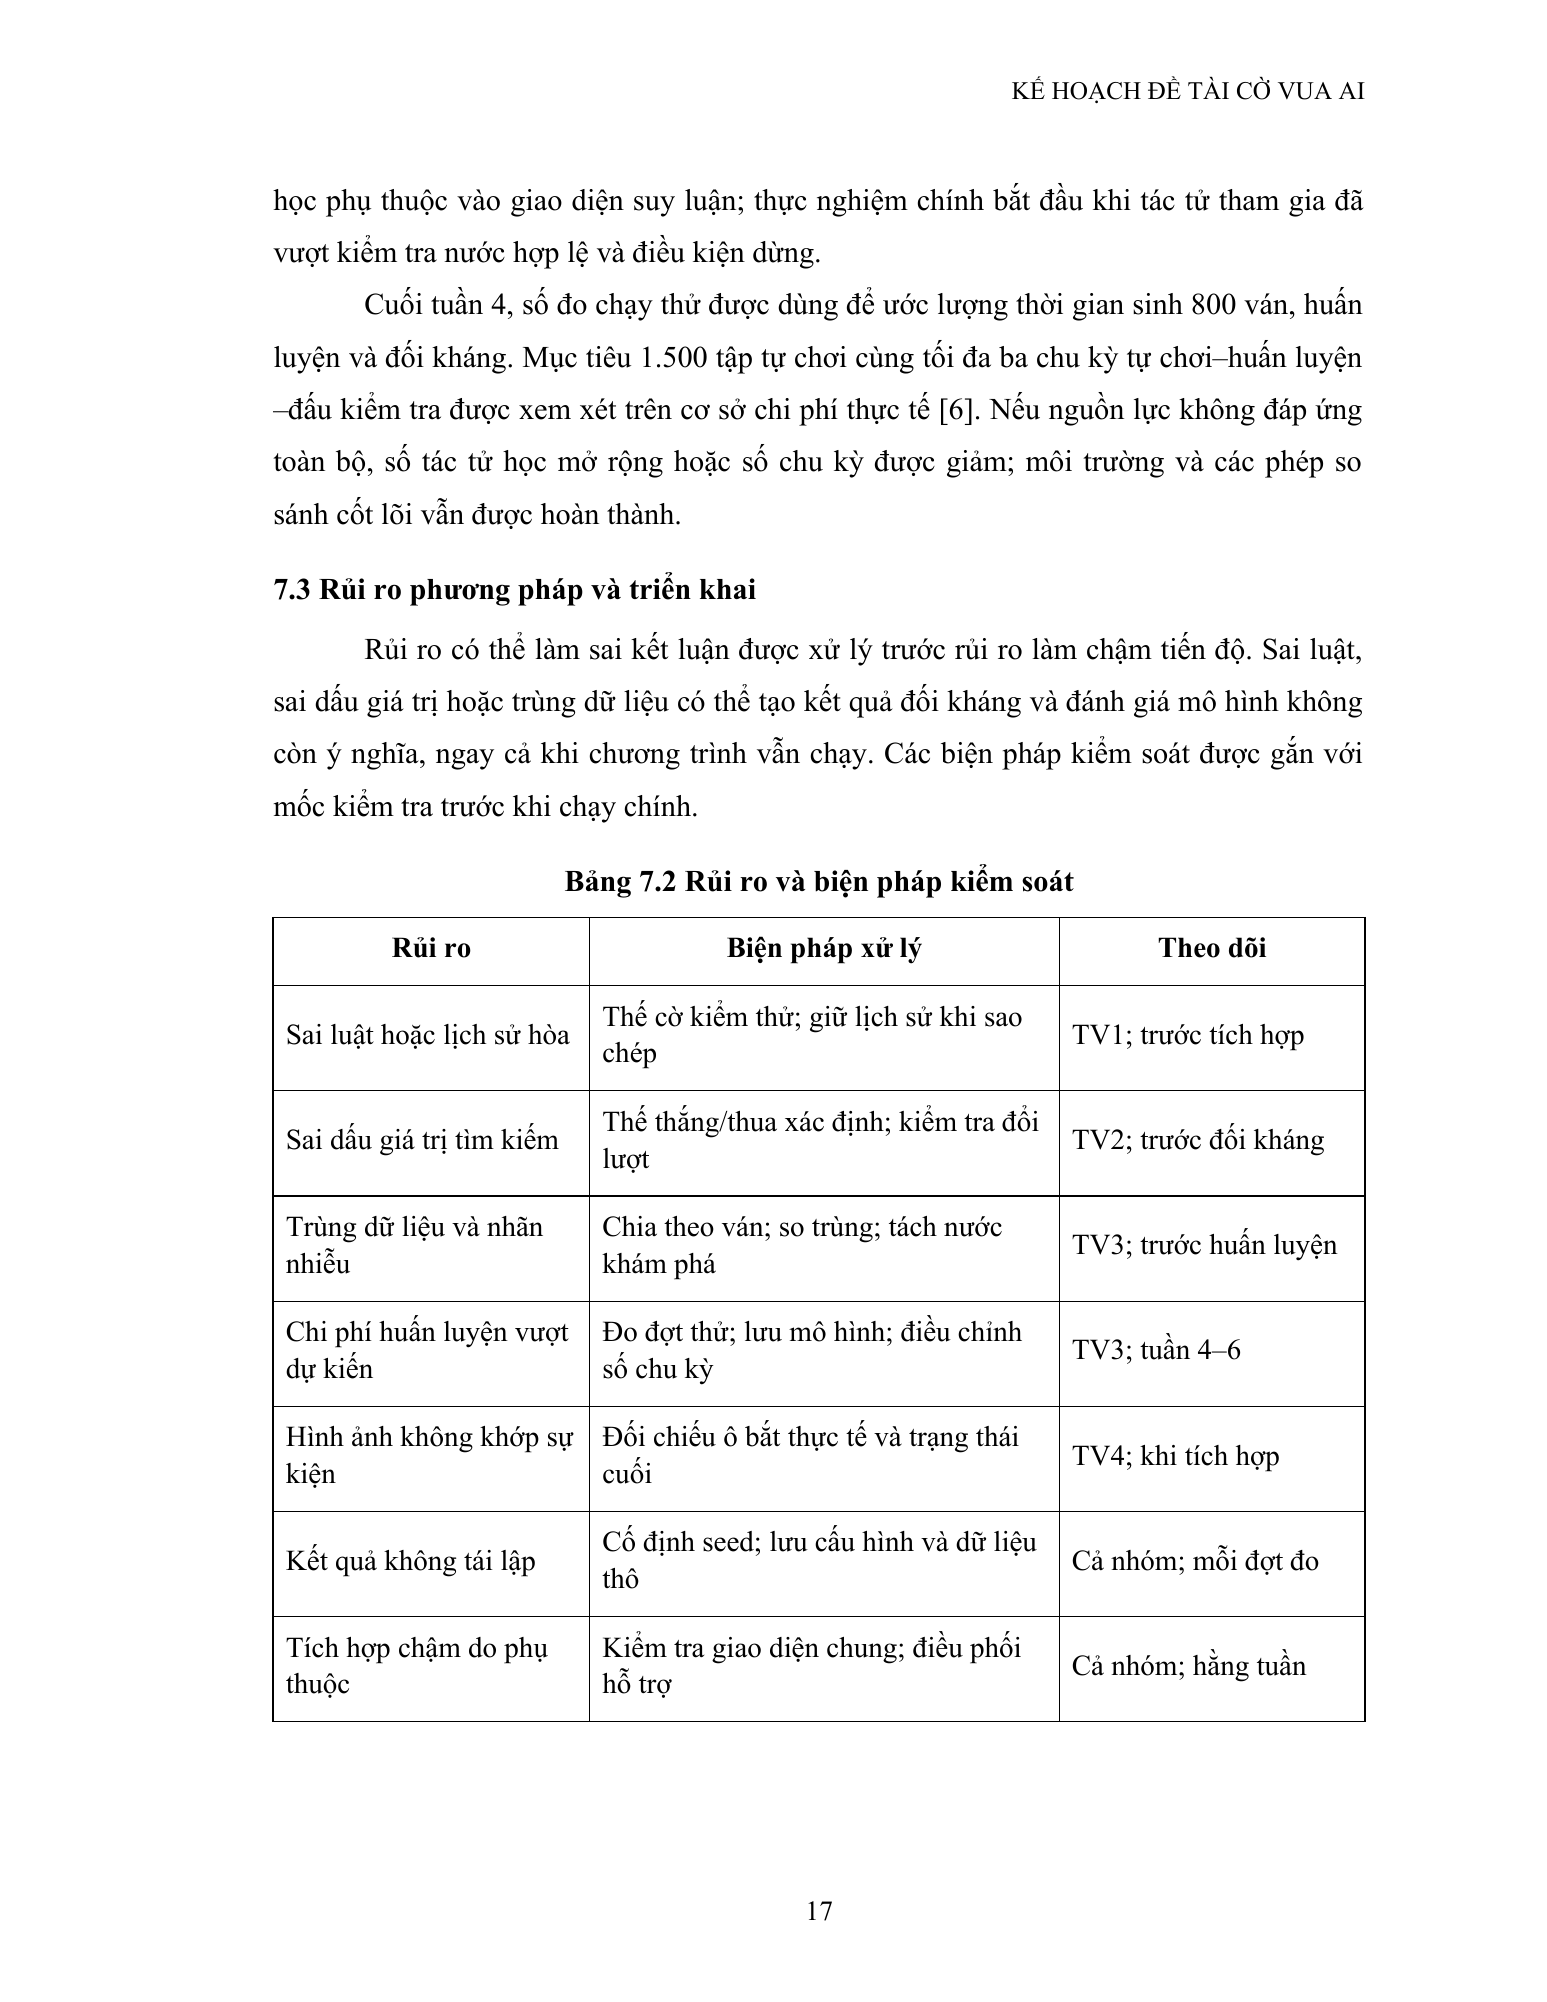 KẾ HOẠCH ĐỀ TÀI CỜ VUA AI
học phụ thuộc vào giao diện suy luận; thực nghiệm chính bắt đầu khi tác tử tham gia đã
vượt kiểm tra nước hợp lệ và điều kiện dừng.
Cuối tuần 4, số đo chạy thử được dùng để ước lượng thời gian sinh 800 ván, huấn
luyện và đối kháng. Mục tiêu 1.500 tập tự chơi cùng tối đa ba chu kỳ tự chơi–huấn luyện
–đấu kiểm tra được xem xét trên cơ sở chi phí thực tế [6]. Nếu nguồn lực không đáp ứng
toàn bộ, số tác tử học mở rộng hoặc số chu kỳ được giảm; môi trường và các phép so
sánh cốt lõi vẫn được hoàn thành.
7.3 Rủi ro phương pháp và triển khai
Rủi ro có thể làm sai kết luận được xử lý trước rủi ro làm chậm tiến độ. Sai luật,
sai dấu giá trị hoặc trùng dữ liệu có thể tạo kết quả đối kháng và đánh giá mô hình không
còn ý nghĩa, ngay cả khi chương trình vẫn chạy. Các biện pháp kiểm soát được gắn với
mốc kiểm tra trước khi chạy chính.
Bảng 7.2 Rủi ro và biện pháp kiểm soát
Rủi ro
Biện pháp xử lý
Theo dõi
Sai luật hoặc lịch sử hòa
Thế cờ kiểm thử; giữ lịch sử khi sao
chép
TV1; trước tích hợp
Sai dấu giá trị tìm kiếm
Thế thắng/thua xác định; kiểm tra đổi
lượt
TV2; trước đối kháng
Trùng dữ liệu và nhãn
nhiễu
Chia theo ván; so trùng; tách nước
khám phá
TV3; trước huấn luyện
Chi phí huấn luyện vượt
dự kiến
Đo đợt thử; lưu mô hình; điều chỉnh
số chu kỳ
TV3; tuần 4–6
Hình ảnh không khớp sự
kiện
Đối chiếu ô bắt thực tế và trạng thái
cuối
TV4; khi tích hợp
Kết quả không tái lập
Cố định seed; lưu cấu hình và dữ liệu
thô
Cả nhóm; mỗi đợt đo
Tích hợp chậm do phụ
thuộc
Kiểm tra giao diện chung; điều phối
hỗ trợ
Cả nhóm; hằng tuần
17